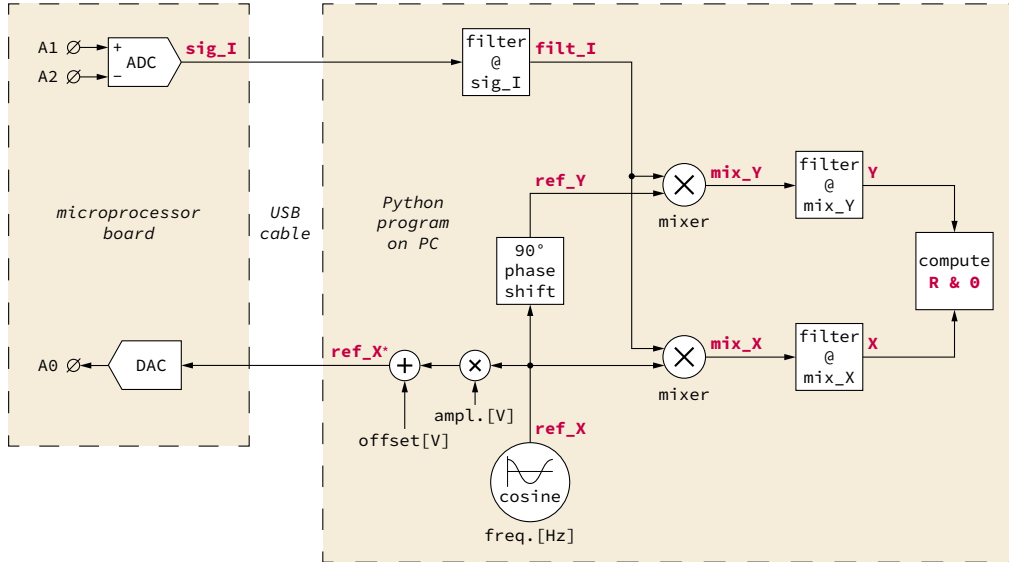 A1
+
A2
−
ADC
sig_I
filter
@
sig_I
filt_I
microprocessor
board
USB
cable
Python
program
on PC
ref_Y
90°
phase
shift
mixer
mix_Y
filter
@
mix_Y
Y
compute
R & θ
A0
DAC
ref_X*
+
×
offset[V]
ampl.[V]
ref_X
cosine
freq.[Hz]
mixer
mix_X
filter
@
mix_X
X